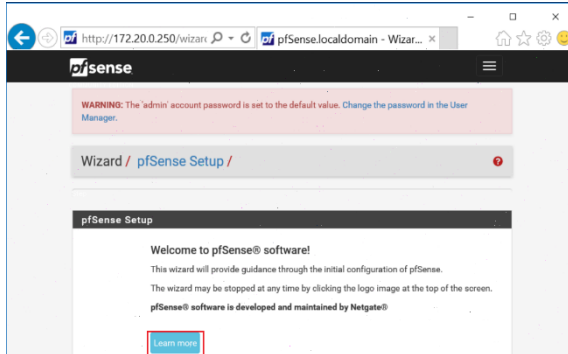 http://172.20.0.250/wizarc
pfSense.localdomain - Wizar...
pfsense
WARNING: The 'admin' account password is set to the default value. Change the password in the User
Manager.
Wizard / pfSense Setup /
pfSense Setup
Welcome to pfSense® software!
This wizard will provide guidance through the initial configuration of pfSense.
The wizard may be stopped at any time by clicking the logo image at the top of the screen.
pfSense® software is developed and maintained by Netgate®
Learn more